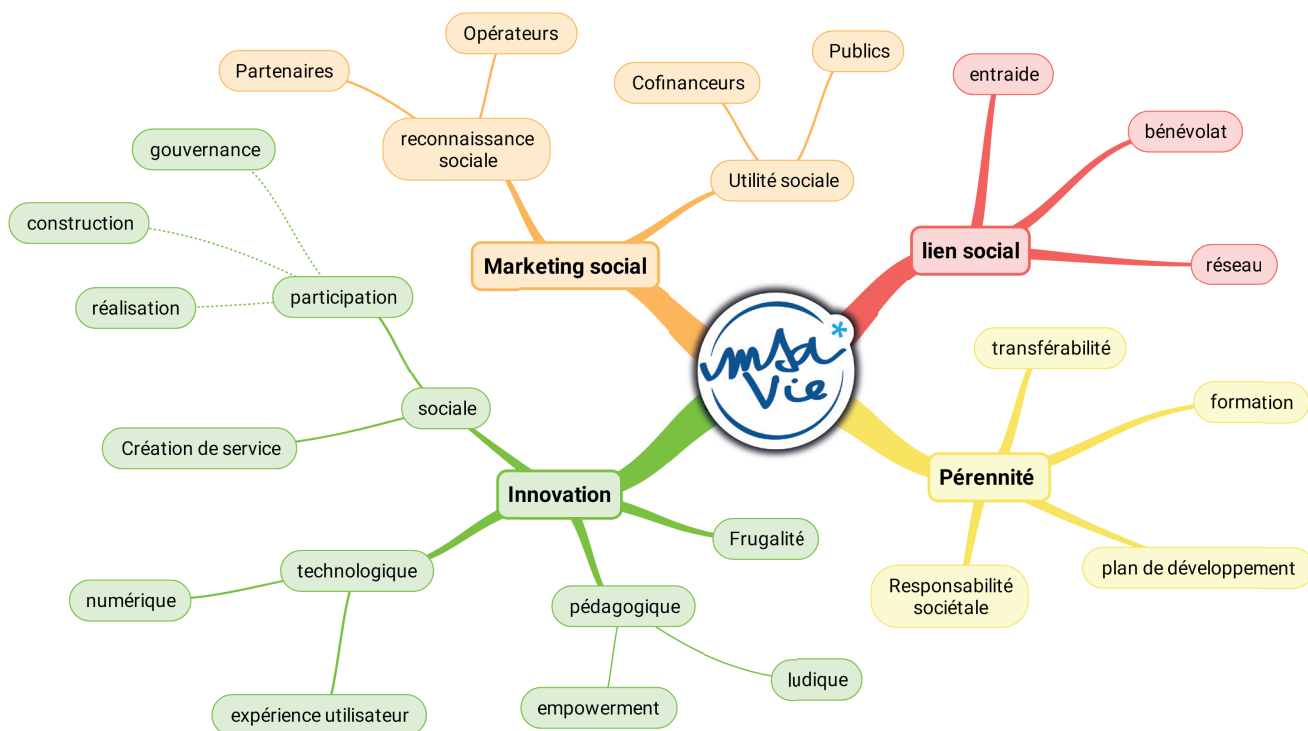 Opérateurs
Partenaires
reconnaissance
sociale
Publics
Cofinanceurs
Utilité sociale
Marketing social
entraide
bénévolat
lien social
réseau
gouvernance
construction
réalisation
participation
sociale
Création de service
Innovation
technologique
numérique
expérience utilisateur
pédagogique
empowerment
ludique
Frugalité
msa*
Vie
transférabilité
formation
Pérennité
plan de développement
Responsabilité
sociétale